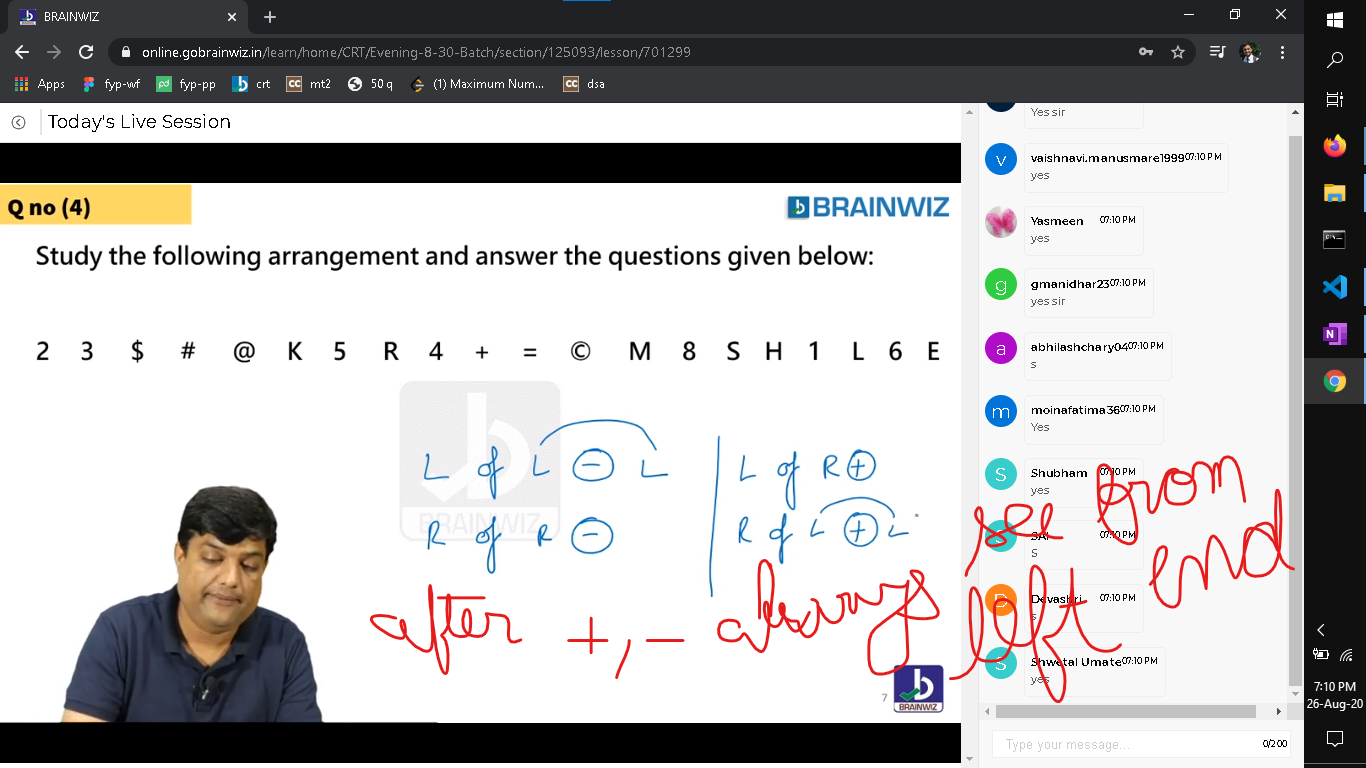 BRAINWIZ
online.gobrainwiz.in/learn/home/CRT/Evening-8-30-Batch/section/125093/lesson/701299
Apps fyp-wf fyp-pp crt CC mt2 50 q (1) Maximum Num... CC dsa
Today's Live Session
Q no (4)
BRAINWIZ
Study the following arrangement and answer the questions given below:
2 3 $ # @ K 5 R 4 + = © M 8 S H 1 L 6 E
BRAINWIZ
L of L - L
R of R -
L of R +
R of L + L
after +, - always see from left end
7
BRAINWIZ
Yes sir
v vaishnavi.manusmare1999 07:10 PM
yes
Yasmeen 07:10 PM
yes
g gmanidhar23 07:10 PM
yes sir
a abhilashchary04 07:10 PM
s
m moinafatima36 07:10 PM
Yes
S Shubham 07:10 PM
yes
S SAI 07:10 PM
S
D Devashri 07:10 PM
s
S Shwetal Umate 07:10 PM
yes
Type your message... 0/200
7:10 PM
26-Aug-20